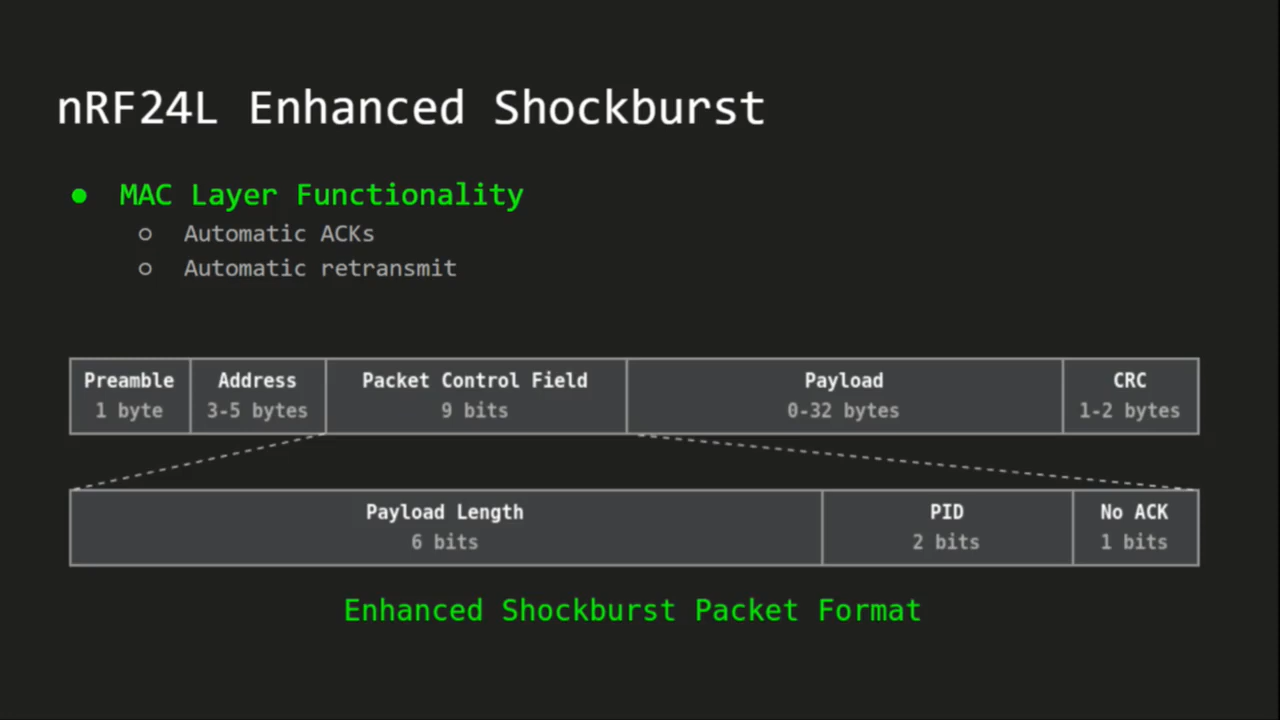 nRF24L Enhanced Shockburst
● MAC Layer Functionality
○ Automatic ACKs
○ Automatic retransmit
Preamble Address Packet Control Field Payload CRC
1 byte 3-5 bytes 9 bits 0-32 bytes 1-2 bytes
Payload Length PID No ACK
6 bits 2 bits 1 bits
Enhanced Shockburst Packet Format